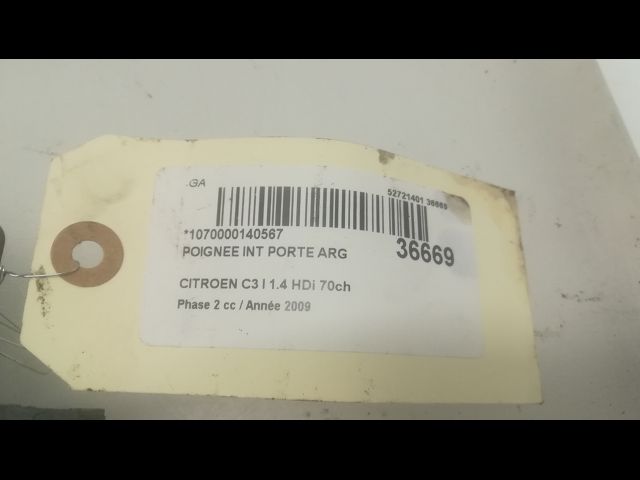 .GA
52721401 36669
*1070000140567
36669
POIGNEE INT PORTE ARG
CITROEN C3 I 1.4 HDi 70ch
Phase 2 cc / Année 2009